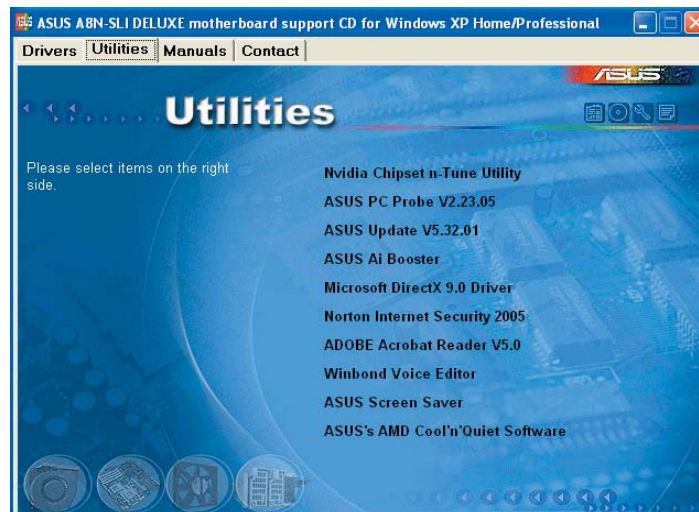 ASUS A8N-SLI DELUXE motherboard support CD for Windows XP Home/Professional
Drivers Utilities Manuals Contact
ASUS
Utilities
Please select items on the right
side.
Nvidia Chipset n-Tune Utility
ASUS PC Probe V2.23.05
ASUS Update V5.32.01
ASUS Ai Booster
Microsoft DirectX 9.0 Driver
Norton Internet Security 2005
ADOBE Acrobat Reader V5.0
Winbond Voice Editor
ASUS Screen Saver
ASUS's AMD Cool'n'Quiet Software